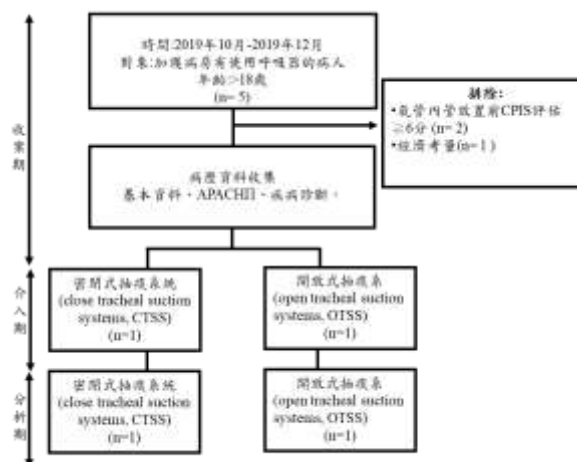 時間:2019年10月-2019年12月
對象:加護病房有使用呼吸器的病人
年齡>18歲
(n= 5)
排除:
•氣管內管放置前CPIS評估
≧6分 (n= 2)
•經濟考量(n=1 )
收案期
病歷資料收集
基本資料、APACHII、疾病診斷。
介入期
密閉式抽痰系統
(close tracheal suction
systems, CTSS)
(n=1)
開放式抽痰系
(open tracheal suction
systems, OTSS)
(n=1)
分析期
密閉式抽痰系統
(close tracheal suction
systems, CTSS)
(n=1)
開放式抽痰系
(open tracheal suction
systems, OTSS)
(n=1)